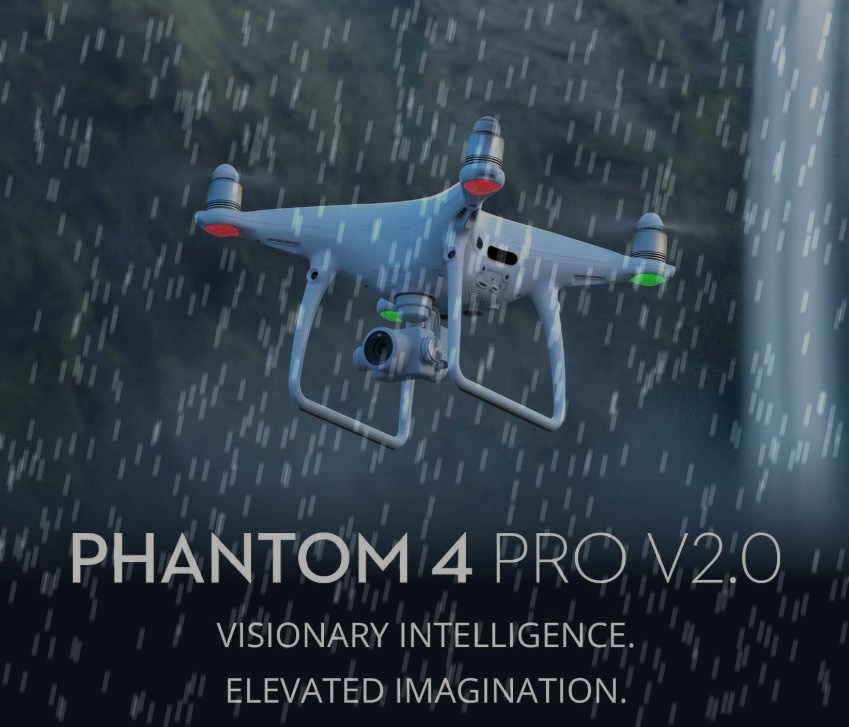 PHANTOM 4 PRO V2.0
VISIONARY INTELLIGENCE.
ELEVATED IMAGINATION.